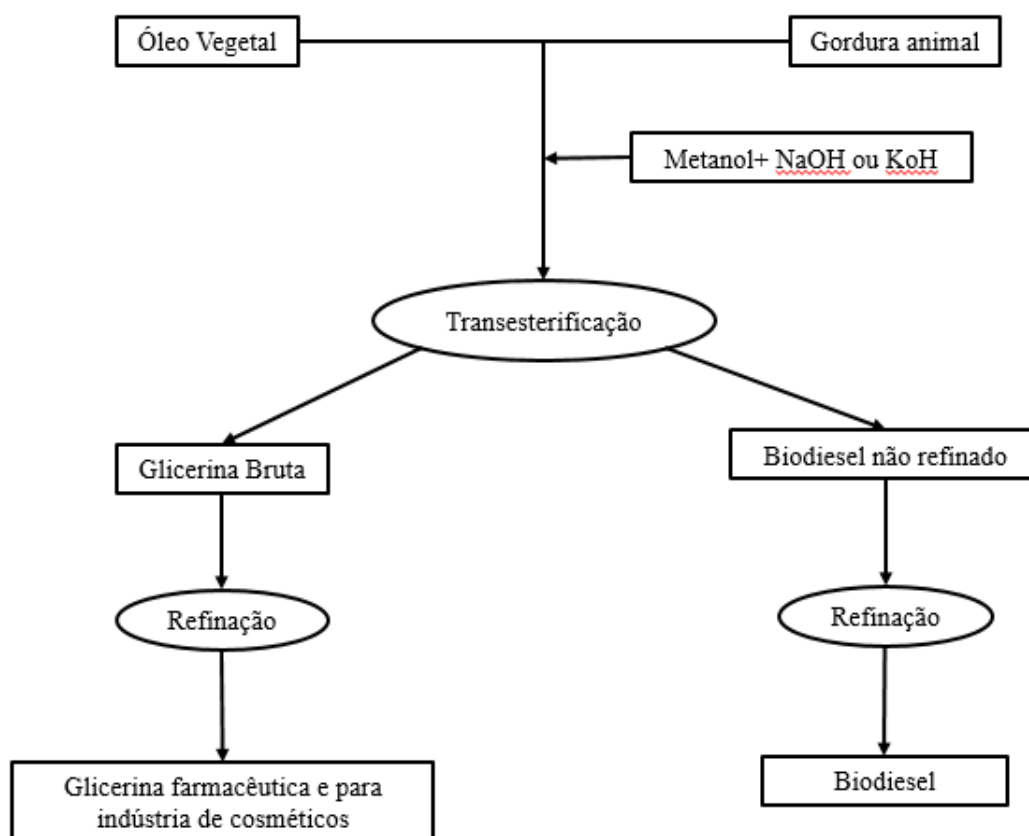 Óleo Vegetal
Gordura animal
Metanol+ NaOH ou KoH
Transesterificação
Glicerina Bruta
Biodiesel não refinado
Refinação
Refinação
Glicerina farmacêutica e para
indústria de cosméticos
Biodiesel